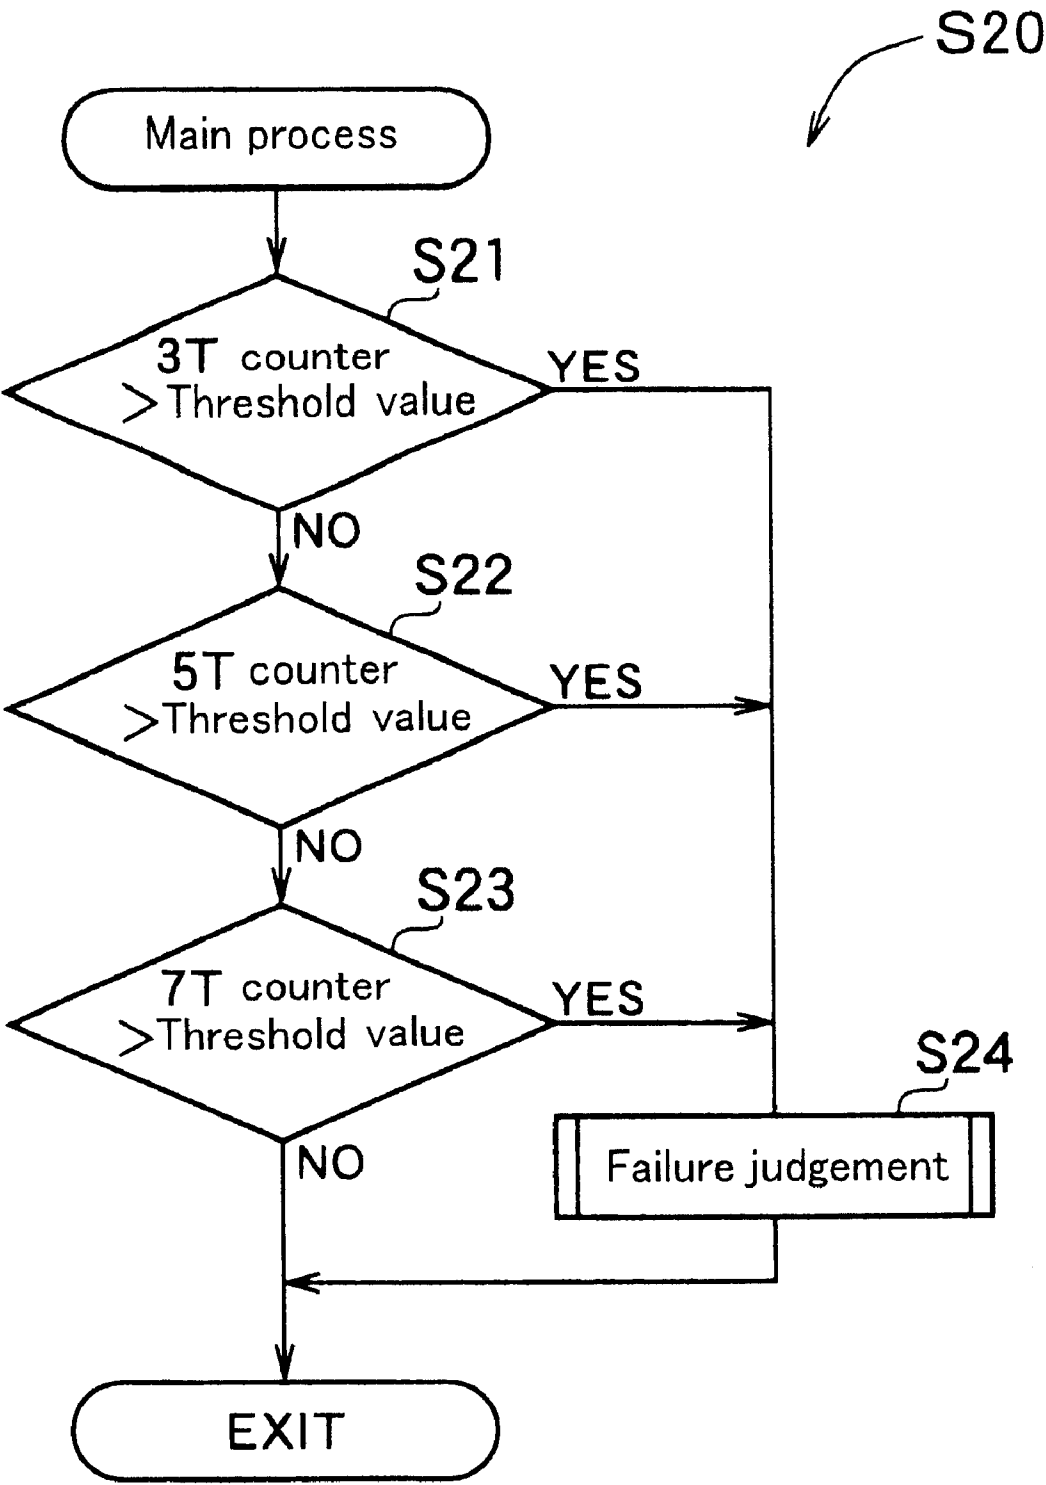 S20
Main process
S21
3T counter
>Threshold value
YES
NO
S22
5T counter
>Threshold value
YES
NO
S23
7T counter
>Threshold value
YES
NO
S24
Failure judgement
EXIT